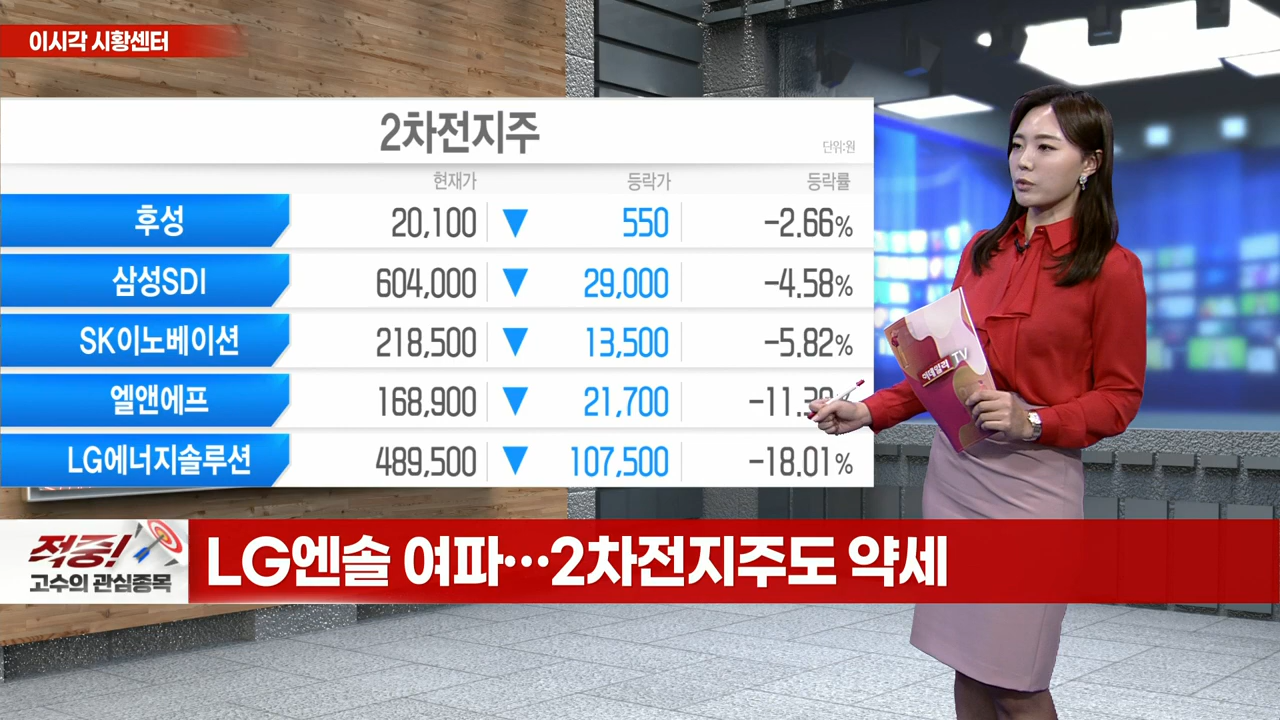 이시각 시황센터
2차전지주
단위:원
현재가 등락가 등락률
후성 20,100 ▼ 550 -2.66%
삼성SDI 604,000 ▼ 29,000 -4.58%
SK이노베이션 218,500 ▼ 13,500 -5.82%
엘앤에프 168,900 ▼ 21,700
LG에너지솔루션 489,500 ▼ 107,500 -18.01%
이데일리 TV
적중!
고수의 관심종목
LG엔솔 여파…2차전지주도 약세